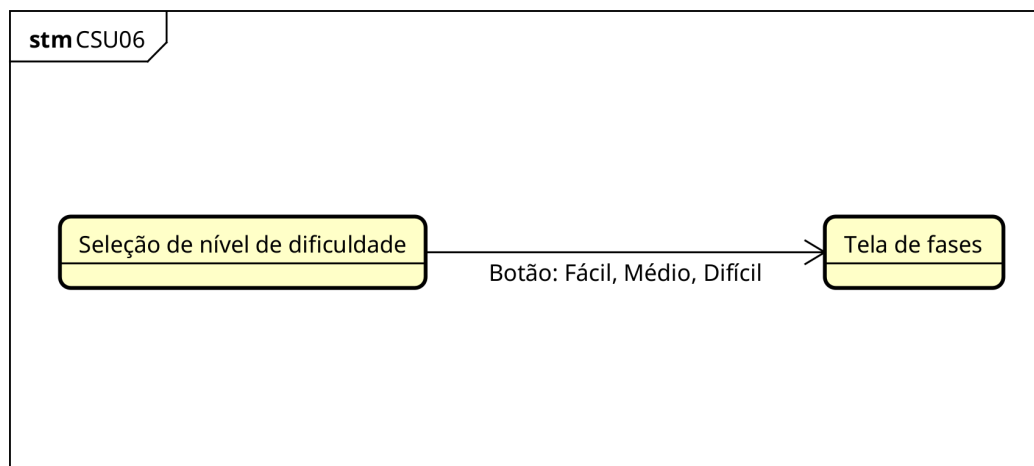 stm CSU06
Seleção de nível de dificuldade
Tela de fases
Botão: Fácil, Médio, Difícil